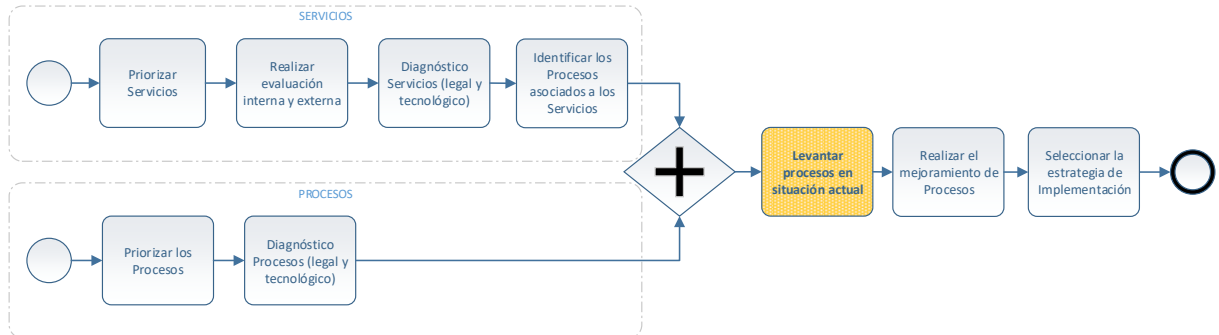 SERVICIOS
Priorizar
Servicios
Realizar
evaluación
interna y externa
Diagnóstico
Servicios (legal y
tecnológico)
Identificar los
Procesos
asociados a los
Servicios
Levantar
procesos en
situación actual
Realizar el
mejoramiento de
Procesos
Seleccionar la
estrategia de
Implementación
PROCESOS
Priorizar los
Procesos
Diagnóstico
Procesos (legal y
tecnológico)